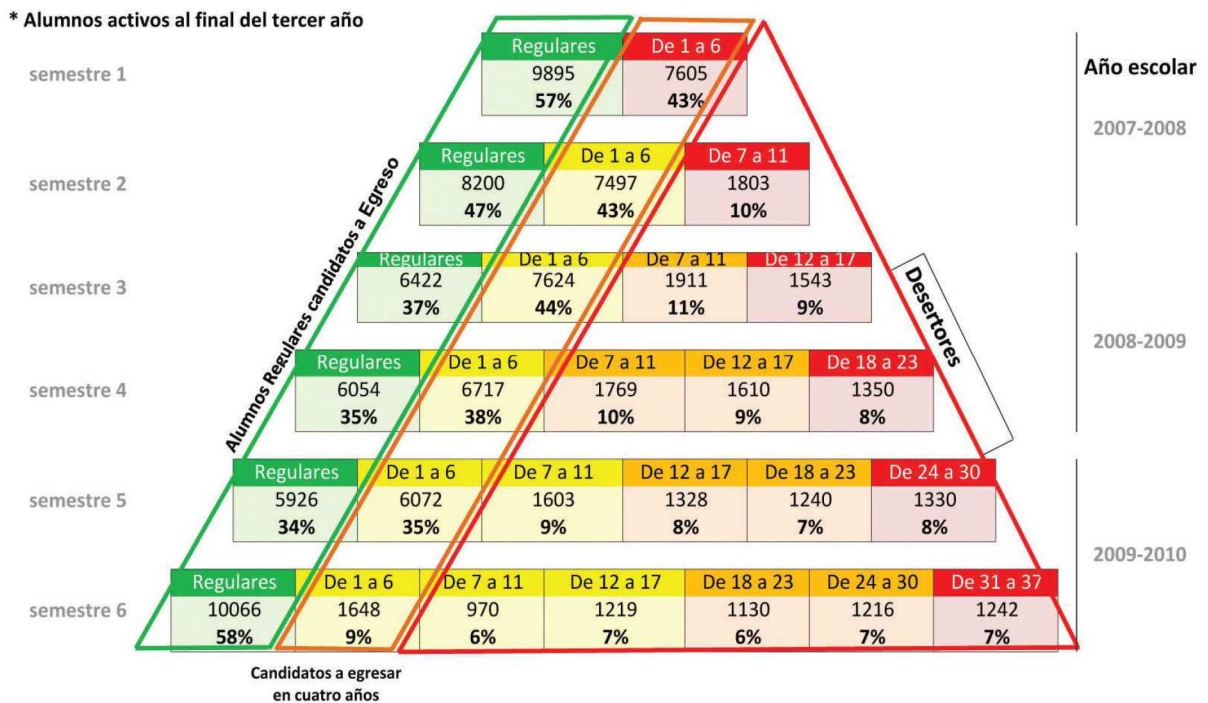 * Alumnos activos al final del tercer año
Año escolar
semestre 1
Regulares De 1 a 6
9895 7605
57% 43%
2007-2008
semestre 2
Regulares De 1 a 6 De 7 a 11
8200 7497 1803
47% 43% 10%
Alumnos Regulares candidatos a Egreso
Desertores
semestre 3
Regulares De 1 a 6 De 7 a 11 De 12 a 17
6422 7624 1911 1543
37% 44% 11% 9%
2008-2009
semestre 4
Regulares De 1 a 6 De 7 a 11 De 12 a 17 De 18 a 23
6054 6717 1769 1610 1350
35% 38% 10% 9% 8%
semestre 5
Regulares De 1 a 6 De 7 a 11 De 12 a 17 De 18 a 23 De 24 a 30
5926 6072 1603 1328 1240 1330
34% 35% 9% 8% 7% 8%
2009-2010
semestre 6
Regulares De 1 a 6 De 7 a 11 De 12 a 17 De 18 a 23 De 24 a 30 De 31 a 37
10066 1648 970 1219 1130 1216 1242
58% 9% 6% 7% 6% 7% 7%
Candidatos a egresar
en cuatro años